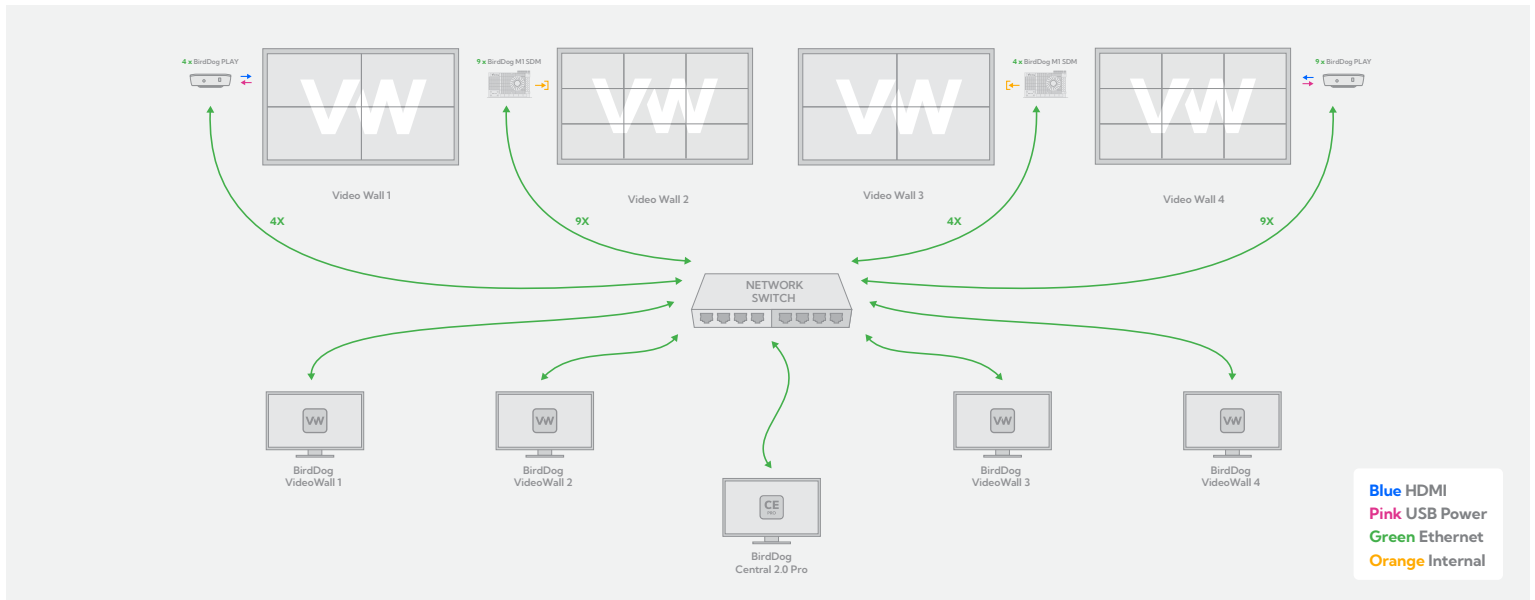 4 x BirdDog PLAY
9 x BirdDog M1 SDM
4 x BirdDog M1 SDM
9 x BirdDog PLAY
VW
VW
VW
VW
Video Wall 1
Video Wall 2
Video Wall 3
Video Wall 4
4X
9X
4X
9X
NETWORK
SWITCH
VW
VW
VW
VW
BirdDog
VideoWall 1
BirdDog
VideoWall 2
BirdDog
VideoWall 3
BirdDog
VideoWall 4
CE
PRO
BirdDog
Central 2.0 Pro
Blue HDMI
Pink USB Power
Green Ethernet
Orange Internal